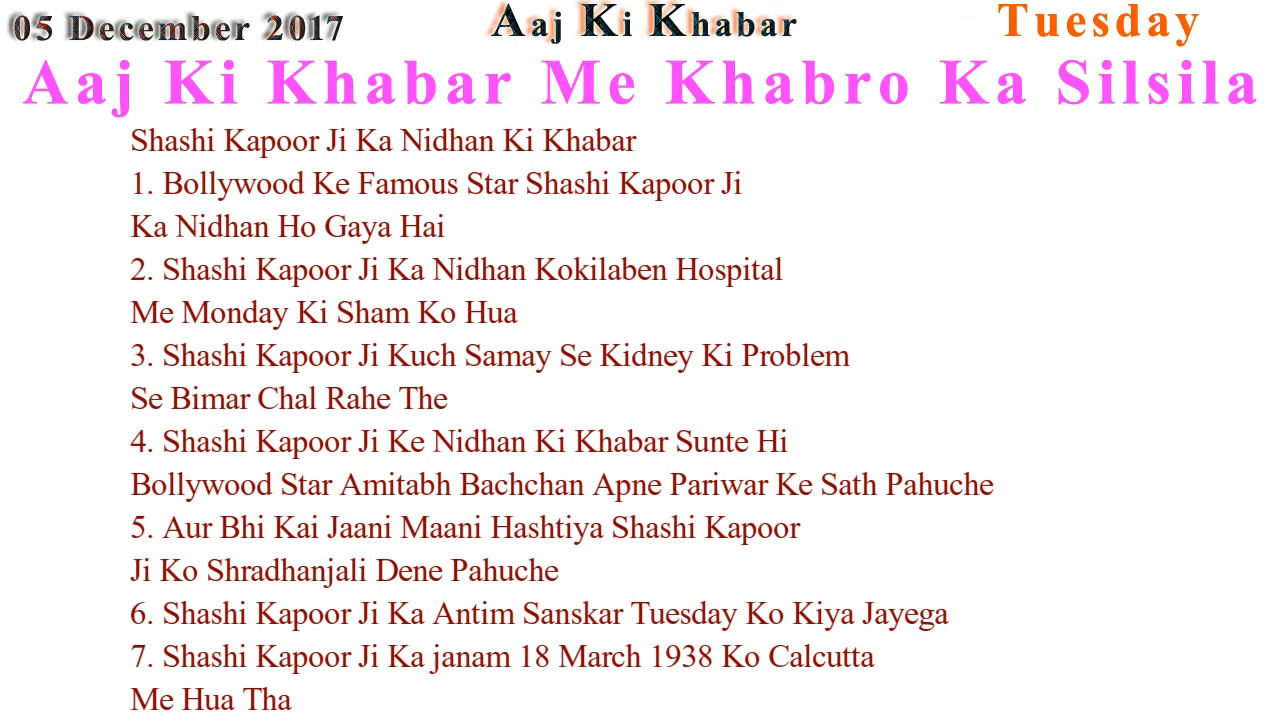 05 December 2017 Aaj Ki Khabar Tuesday
Aaj Ki Khabar Me Khabro Ka Silsila
Shashi Kapoor Ji Ka Nidhan Ki Khabar
1. Bollywood Ke Famous Star Shashi Kapoor Ji
Ka Nidhan Ho Gaya Hai
2. Shashi Kapoor Ji Ka Nidhan Kokilaben Hospital
Me Monday Ki Sham Ko Hua
3. Shashi Kapoor Ji Kuch Samay Se Kidney Ki Problem
Se Bimar Chal Rahe The
4. Shashi Kapoor Ji Ke Nidhan Ki Khabar Sunte Hi
Bollywood Star Amitabh Bachchan Apne Pariwar Ke Sath Pahuche
5. Aur Bhi Kai Jaani Maani Hashtiya Shashi Kapoor
Ji Ko Shradhanjali Dene Pahuche
6. Shashi Kapoor Ji Ka Antim Sanskar Tuesday Ko Kiya Jayega
7. Shashi Kapoor Ji Ka janam 18 March 1938 Ko Calcutta
Me Hua Tha